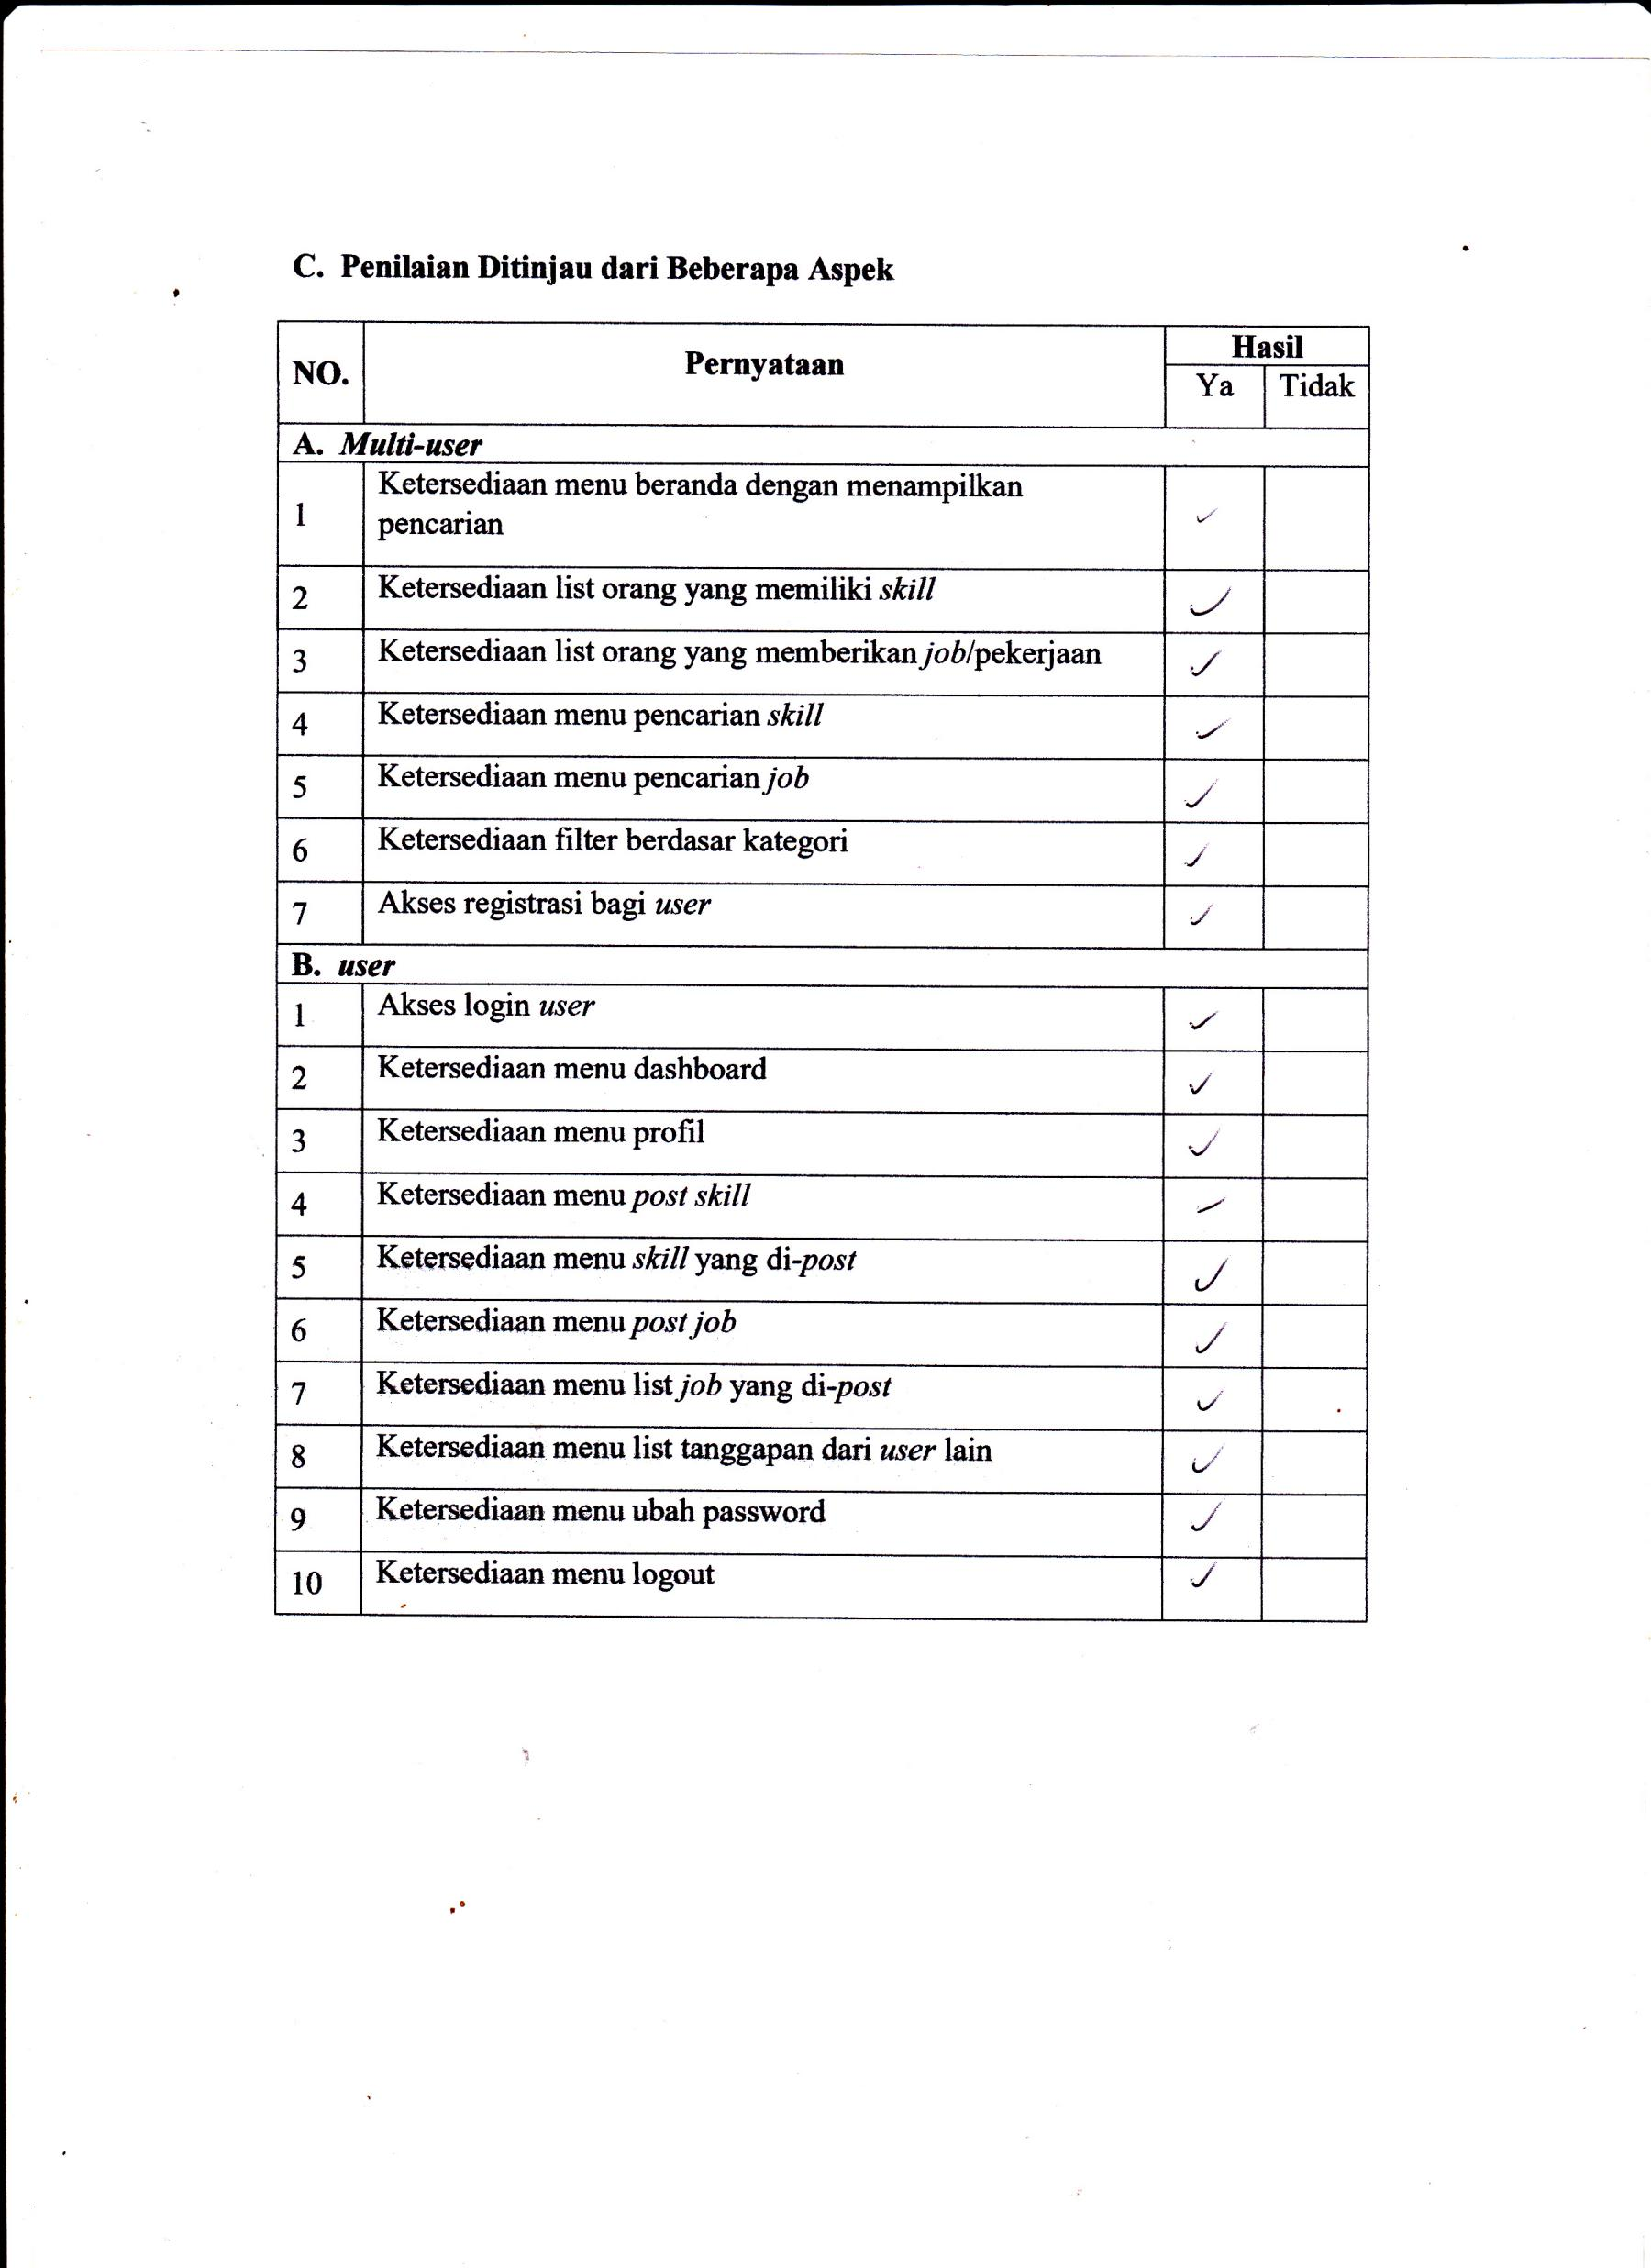 C. Penilaian Ditinjau dari Beberapa Aspek
NO. Pernyataan Hasil
Ya Tidak
A. Multi-user
1 Ketersediaan menu beranda dengan menampilkan
pencarian ✓
2 Ketersediaan list orang yang memiliki skill ✓
3 Ketersediaan list orang yang memberikan job/pekerjaan ✓
4 Ketersediaan menu pencarian skill ✓
5 Ketersediaan menu pencarian job ✓
6 Ketersediaan filter berdasar kategori ✓
7 Akses registrasi bagi user ✓
B. user
1 Akses login user ✓
2 Ketersediaan menu dashboard ✓
3 Ketersediaan menu profil ✓
4 Ketersediaan menu post skill ✓
5 Ketersediaan menu skill yang di-post ✓
6 Ketersediaan menu post job ✓
7 Ketersediaan menu list job yang di-post ✓
8 Ketersediaan menu list tanggapan dari user lain ✓
9 Ketersediaan menu ubah password ✓
10 Ketersediaan menu logout ✓